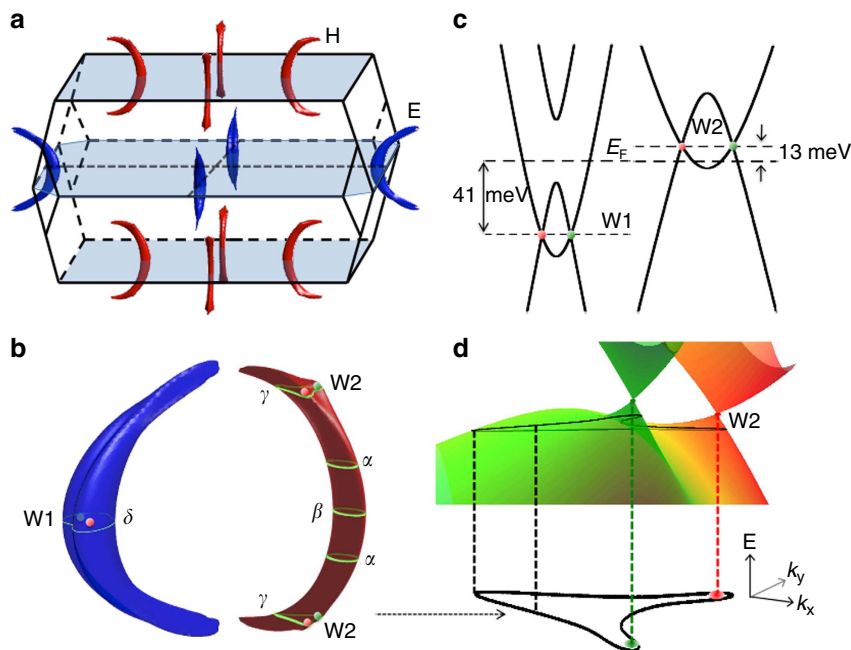 a
H
E
c
W2
E_F
13 meV
41 meV
W1
b
W2
γ
α
W1
δ
β
α
γ
W2
d
W2
E
k_y
k_x